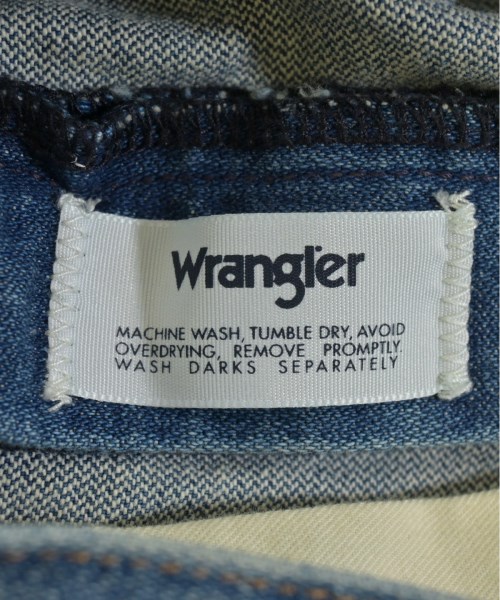 Wrangler
MACHINE WASH, TUMBLE DRY, AVOID
OVERDRYING, REMOVE PROMPTLY.
WASH DARKS SEPARATELY